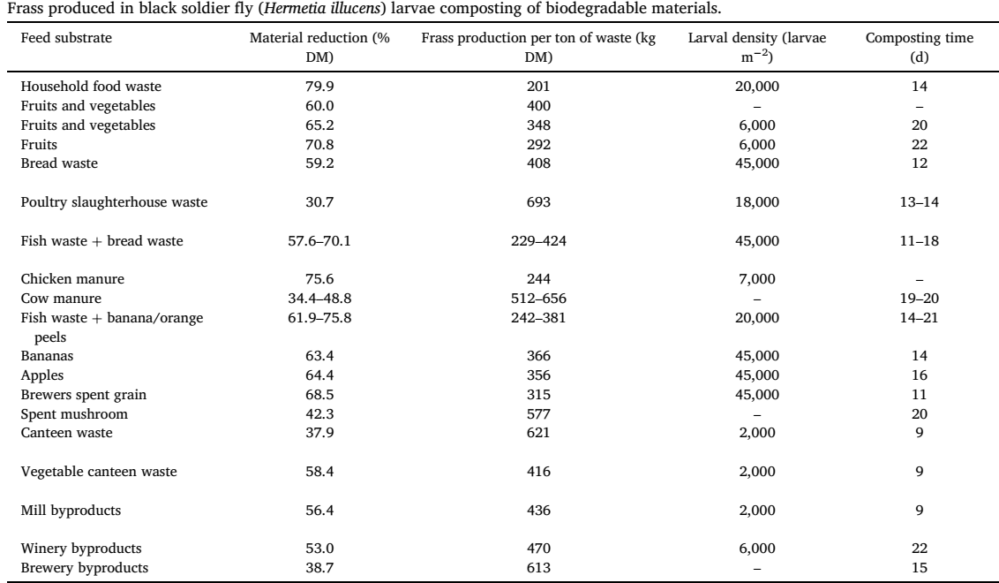 Frass produced in black soldier fly (Hermetia illucens) larvae composting of biodegradable materials.
Feed substrate Material reduction (% DM) Frass production per ton of waste (kg DM) Larval density (larvae m−2) Composting time (d)
Household food waste 79.9 201 20,000 14
Fruits and vegetables 60.0 400 – –
Fruits and vegetables 65.2 348 6,000 20
Fruits 70.8 292 6,000 22
Bread waste 59.2 408 45,000 12
Poultry slaughterhouse waste 30.7 693 18,000 13–14
Fish waste + bread waste 57.6–70.1 229–424 45,000 11–18
Chicken manure 75.6 244 7,000 –
Cow manure 34.4–48.8 512–656 – 19–20
Fish waste + banana/orange peels 61.9–75.8 242–381 20,000 14–21
Bananas 63.4 366 45,000 14
Apples 64.4 356 45,000 16
Brewers spent grain 68.5 315 45,000 11
Spent mushroom 42.3 577 – 20
Canteen waste 37.9 621 2,000 9
Vegetable canteen waste 58.4 416 2,000 9
Mill byproducts 56.4 436 2,000 9
Winery byproducts 53.0 470 6,000 22
Brewery byproducts 38.7 613 – 15